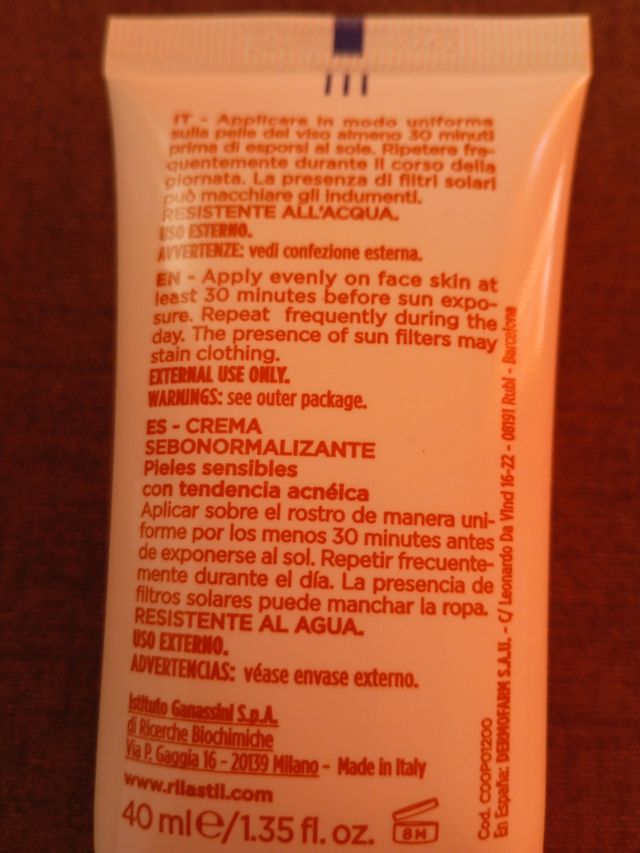 IT - Applicare in modo uniforme
sulla pelle del viso almeno 30 minuti
prima di esporsi al sole. Ripetere fre-
quentemente durante il corso della
giornata. La presenza di filtri solari
può macchiare gli indumenti.
RESISTENTE ALL'ACQUA.
USO ESTERNO.
AVVERTENZE: vedi confezione esterna.
EN - Apply evenly on face skin at
least 30 minutes before sun expo-
sure. Repeat frequently during the
day. The presence of sun filters may
stain clothing.
EXTERNAL USE ONLY.
WARNINGS: see outer package.
ES - CREMA
SEBONORMALIZANTE
Pieles sensibles
con tendencia acnéica
Aplicar sobre el rostro de manera uni-
forme por los menos 30 minutes antes
de exponerse al sol. Repetir frecuente-
mente durante el día. La presencia de
filtros solares puede manchar la ropa.
RESISTENTE AL AGUA.
USO EXTERNO.
ADVERTENCIAS: véase envase externo.
Istituto Ganassini S.p.A.
di Ricerche Biochimiche
Via P. Gaggia 16 - 20139 Milano - Made in Italy
www.rilastil.com
40 ml e/1.35 fl. oz.
8M
Cod. C00P01200
En España: DERMOFARM S.A.U. - C/ Leonardo Da Vinci 16-22 - 08191 Rubí - Barcelona